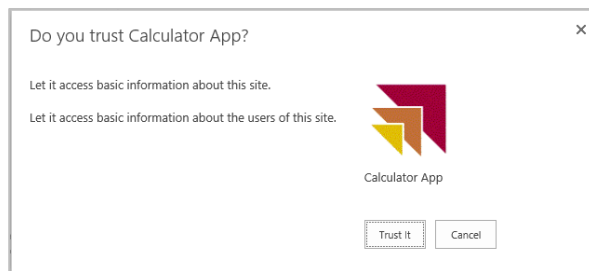 Do you trust Calculator App?
Let it access basic information about this site.
Let it access basic information about the users of this site.
Calculator App
Trust It
Cancel